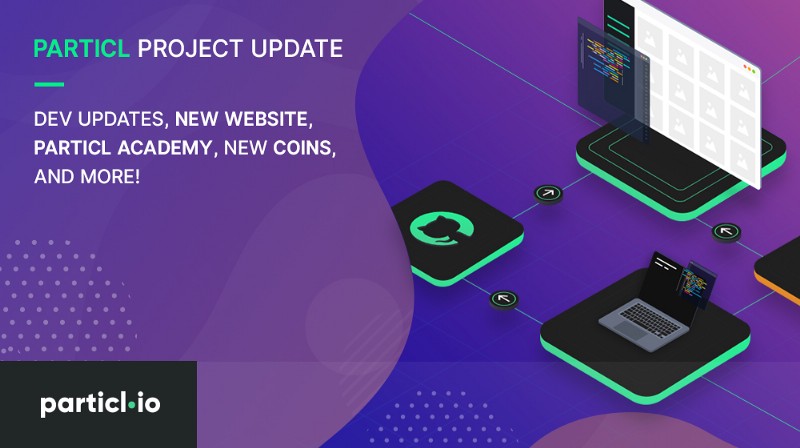 PARTICL PROJECT UPDATE
DEV UPDATES, NEW WEBSITE,
PARTICL ACADEMY, NEW COINS,
AND MORE!
particl.io